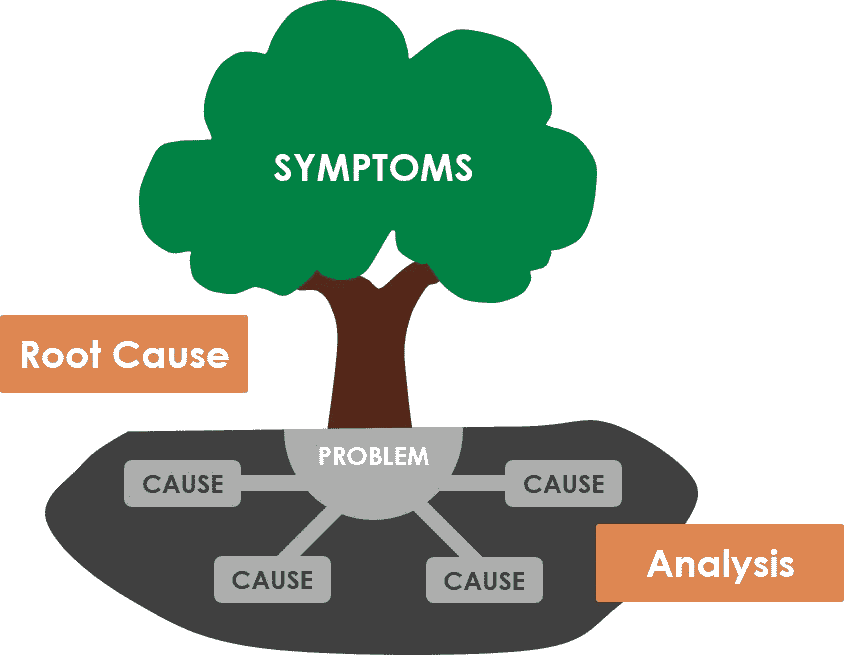 SYMPTOMS
Root Cause
PROBLEM
CAUSE
CAUSE
CAUSE
CAUSE
Analysis